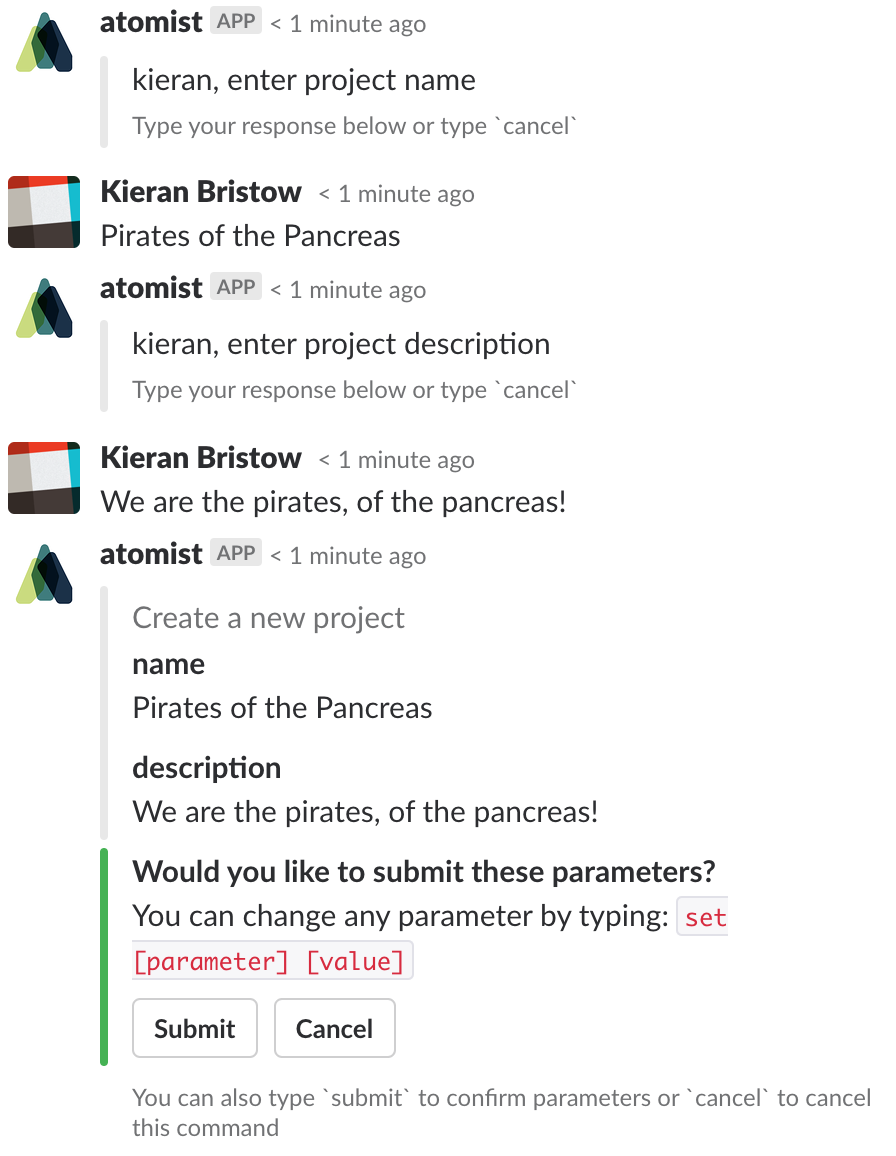 atomist APP < 1 minute ago
kieran, enter project name
Type your response below or type `cancel`
Kieran Bristow < 1 minute ago
Pirates of the Pancreas
atomist APP < 1 minute ago
kieran, enter project description
Type your response below or type `cancel`
Kieran Bristow < 1 minute ago
We are the pirates, of the pancreas!
atomist APP < 1 minute ago
Create a new project
name
Pirates of the Pancreas
description
We are the pirates, of the pancreas!
Would you like to submit these parameters?
You can change any parameter by typing: set
[parameter] [value]
Submit Cancel
You can also type `submit` to confirm parameters or `cancel` to cancel
this command